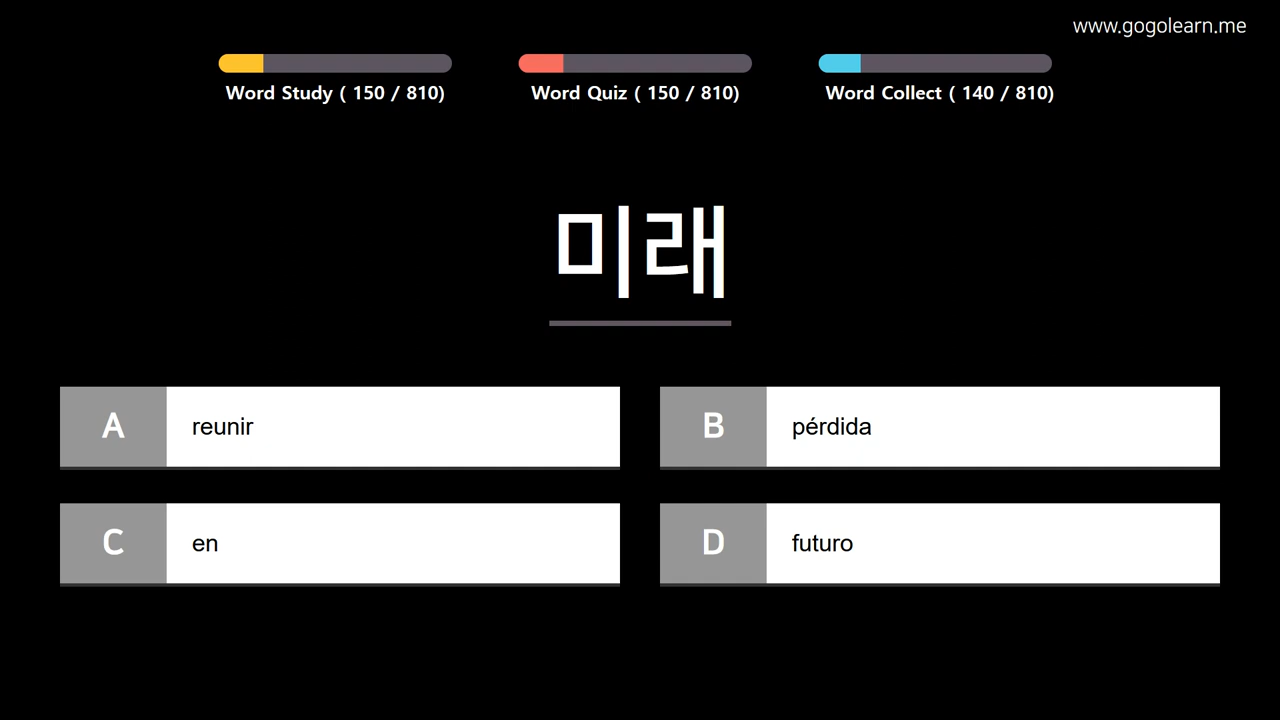 www.gogolearn.me
Word Study ( 150 / 810)
Word Quiz ( 150 / 810)
Word Collect ( 140 / 810)
미래
A reunir
B pérdida
C en
D futuro